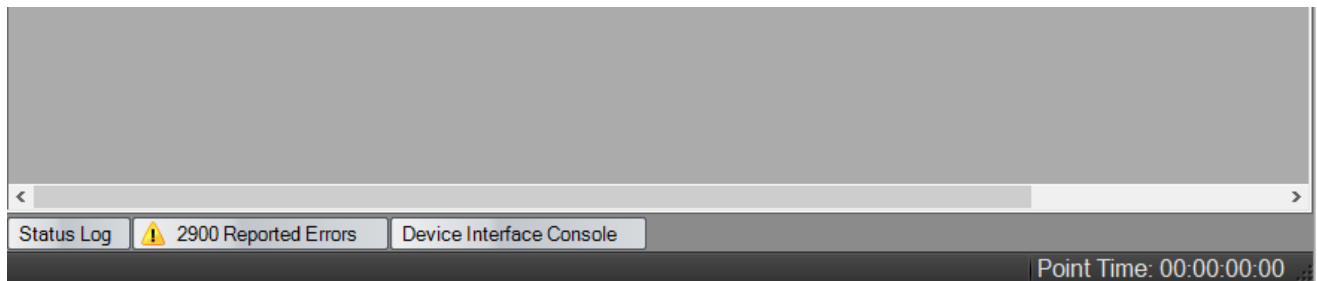 Status Log
2900 Reported Errors
Device Interface Console
Point Time: 00:00:00:00